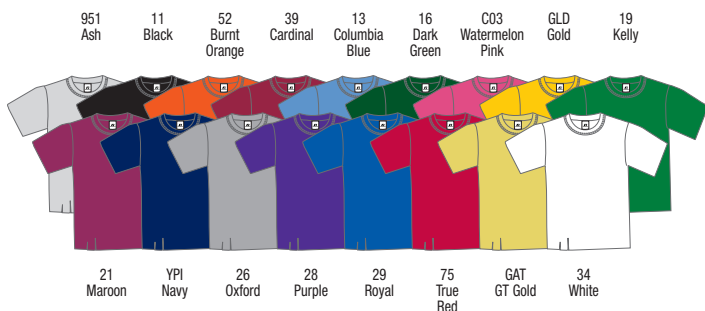 951
Ash
11
Black
52
Burnt
Orange
39
Cardinal
13
Columbia
Blue
16
Dark
Green
C03
Watermelon
Pink
GLD
Gold
19
Kelly
21
Maroon
YPI
Navy
26
Oxford
28
Purple
29
Royal
75
True
Red
GAT
GT Gold
34
White